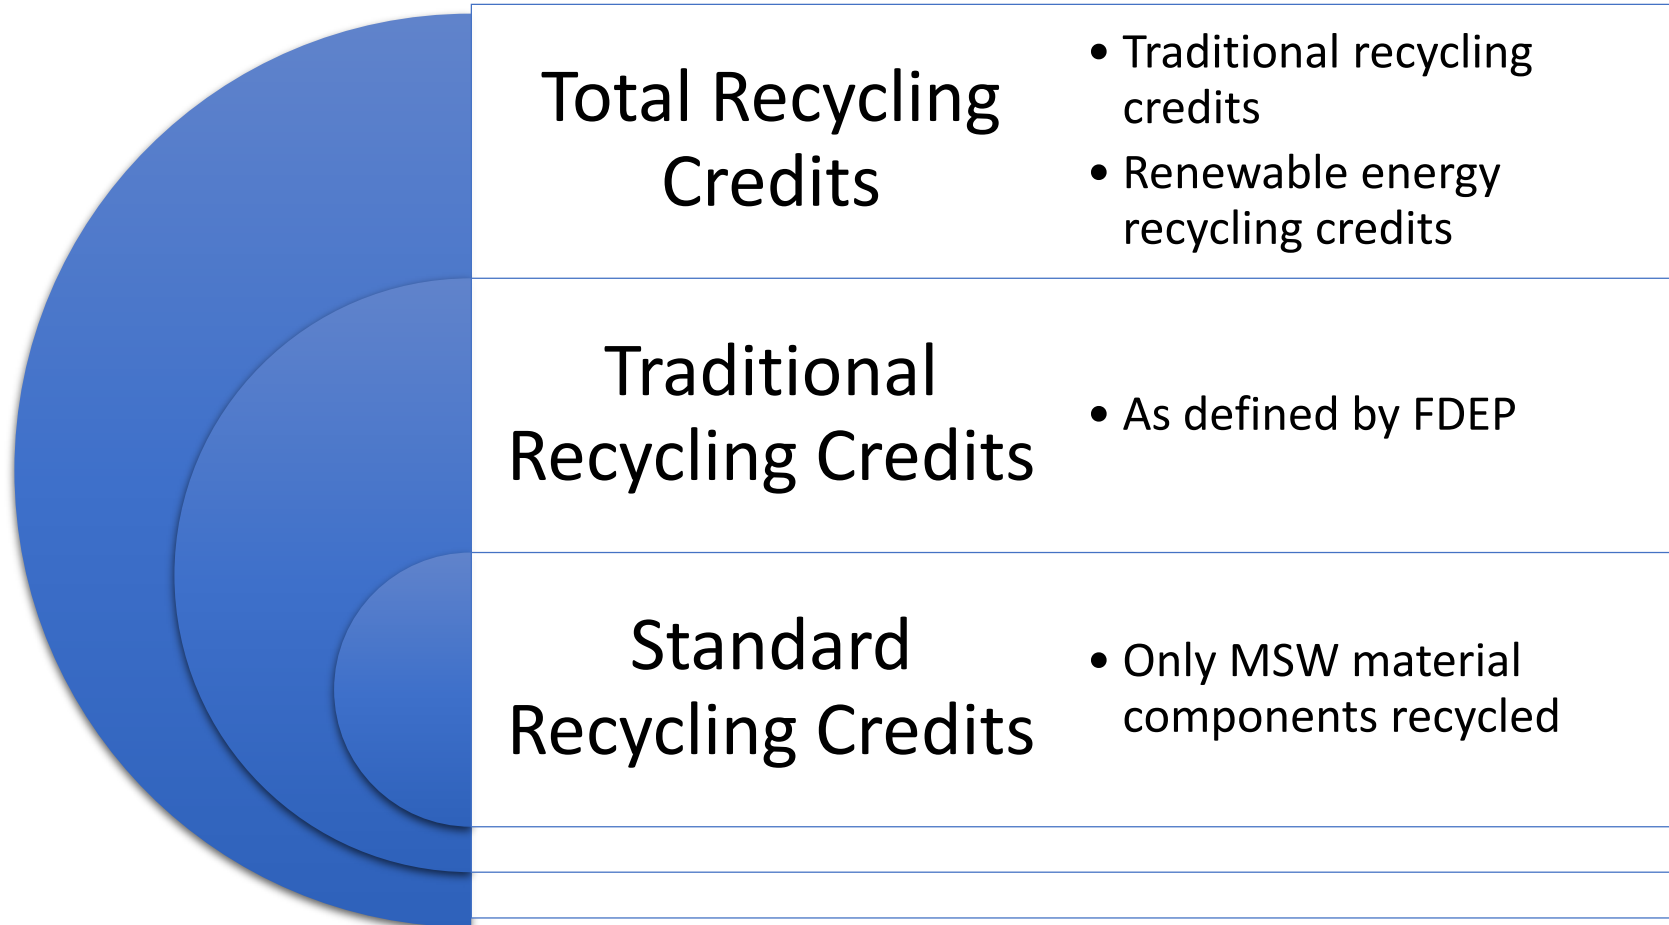 Total Recycling
Credits
• Traditional recycling
credits
• Renewable energy
recycling credits
Traditional
Recycling Credits
• As defined by FDEP
Standard
Recycling Credits
• Only MSW material
components recycled